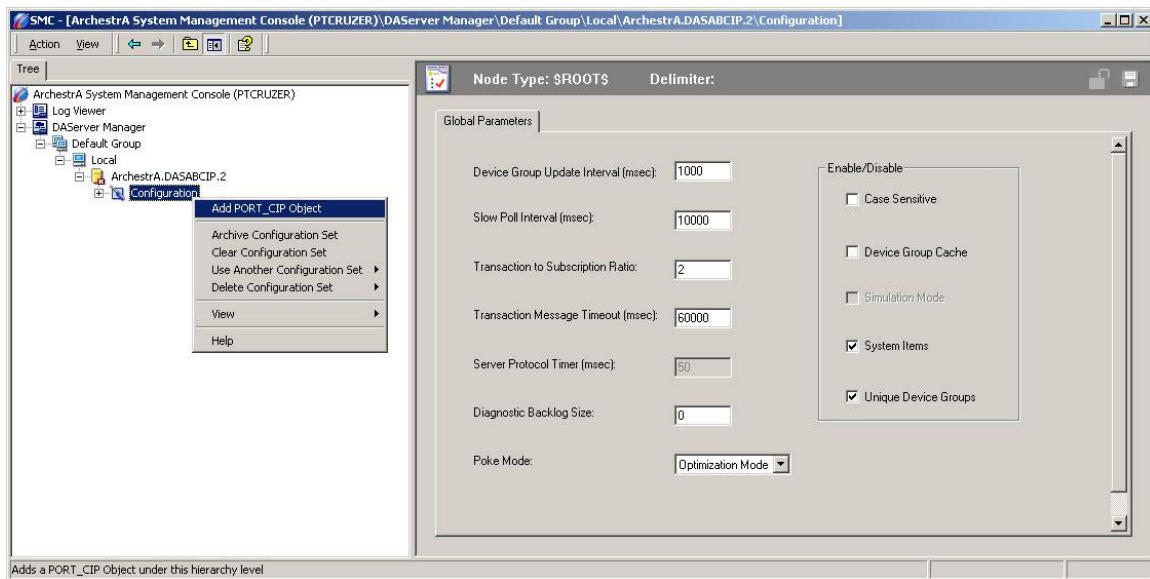 SMC - [ArchestrA System Management Console (PTCRUZER)\DAServer Manager\Default Group\Local\ArchestrA.DASABCIP.2\Configuration]
Action View
Tree
ArchestrA System Management Console (PTCRUZER)
Log Viewer
DAServer Manager
Default Group
Local
ArchestrA.DASABCIP.2
Configuration
Add PORT_CIP Object
Archive Configuration Set
Clear Configuration Set
Use Another Configuration Set
Delete Configuration Set
View
Help
Node Type: $ROOT$ Delimiter:
Global Parameters
Device Group Update Interval (msec): 1000
Slow Poll Interval (msec): 10000
Transaction to Subscription Ratio: 2
Transaction Message Timeout (msec): 60000
Server Protocol Timer (msec): 50
Diagnostic Backlog Size: 0
Poke Mode: Optimization Mode
Enable/Disable
Case Sensitive
Device Group Cache
Simulation Mode
System Items
Unique Device Groups
Adds a PORT_CIP Object under this hierarchy level